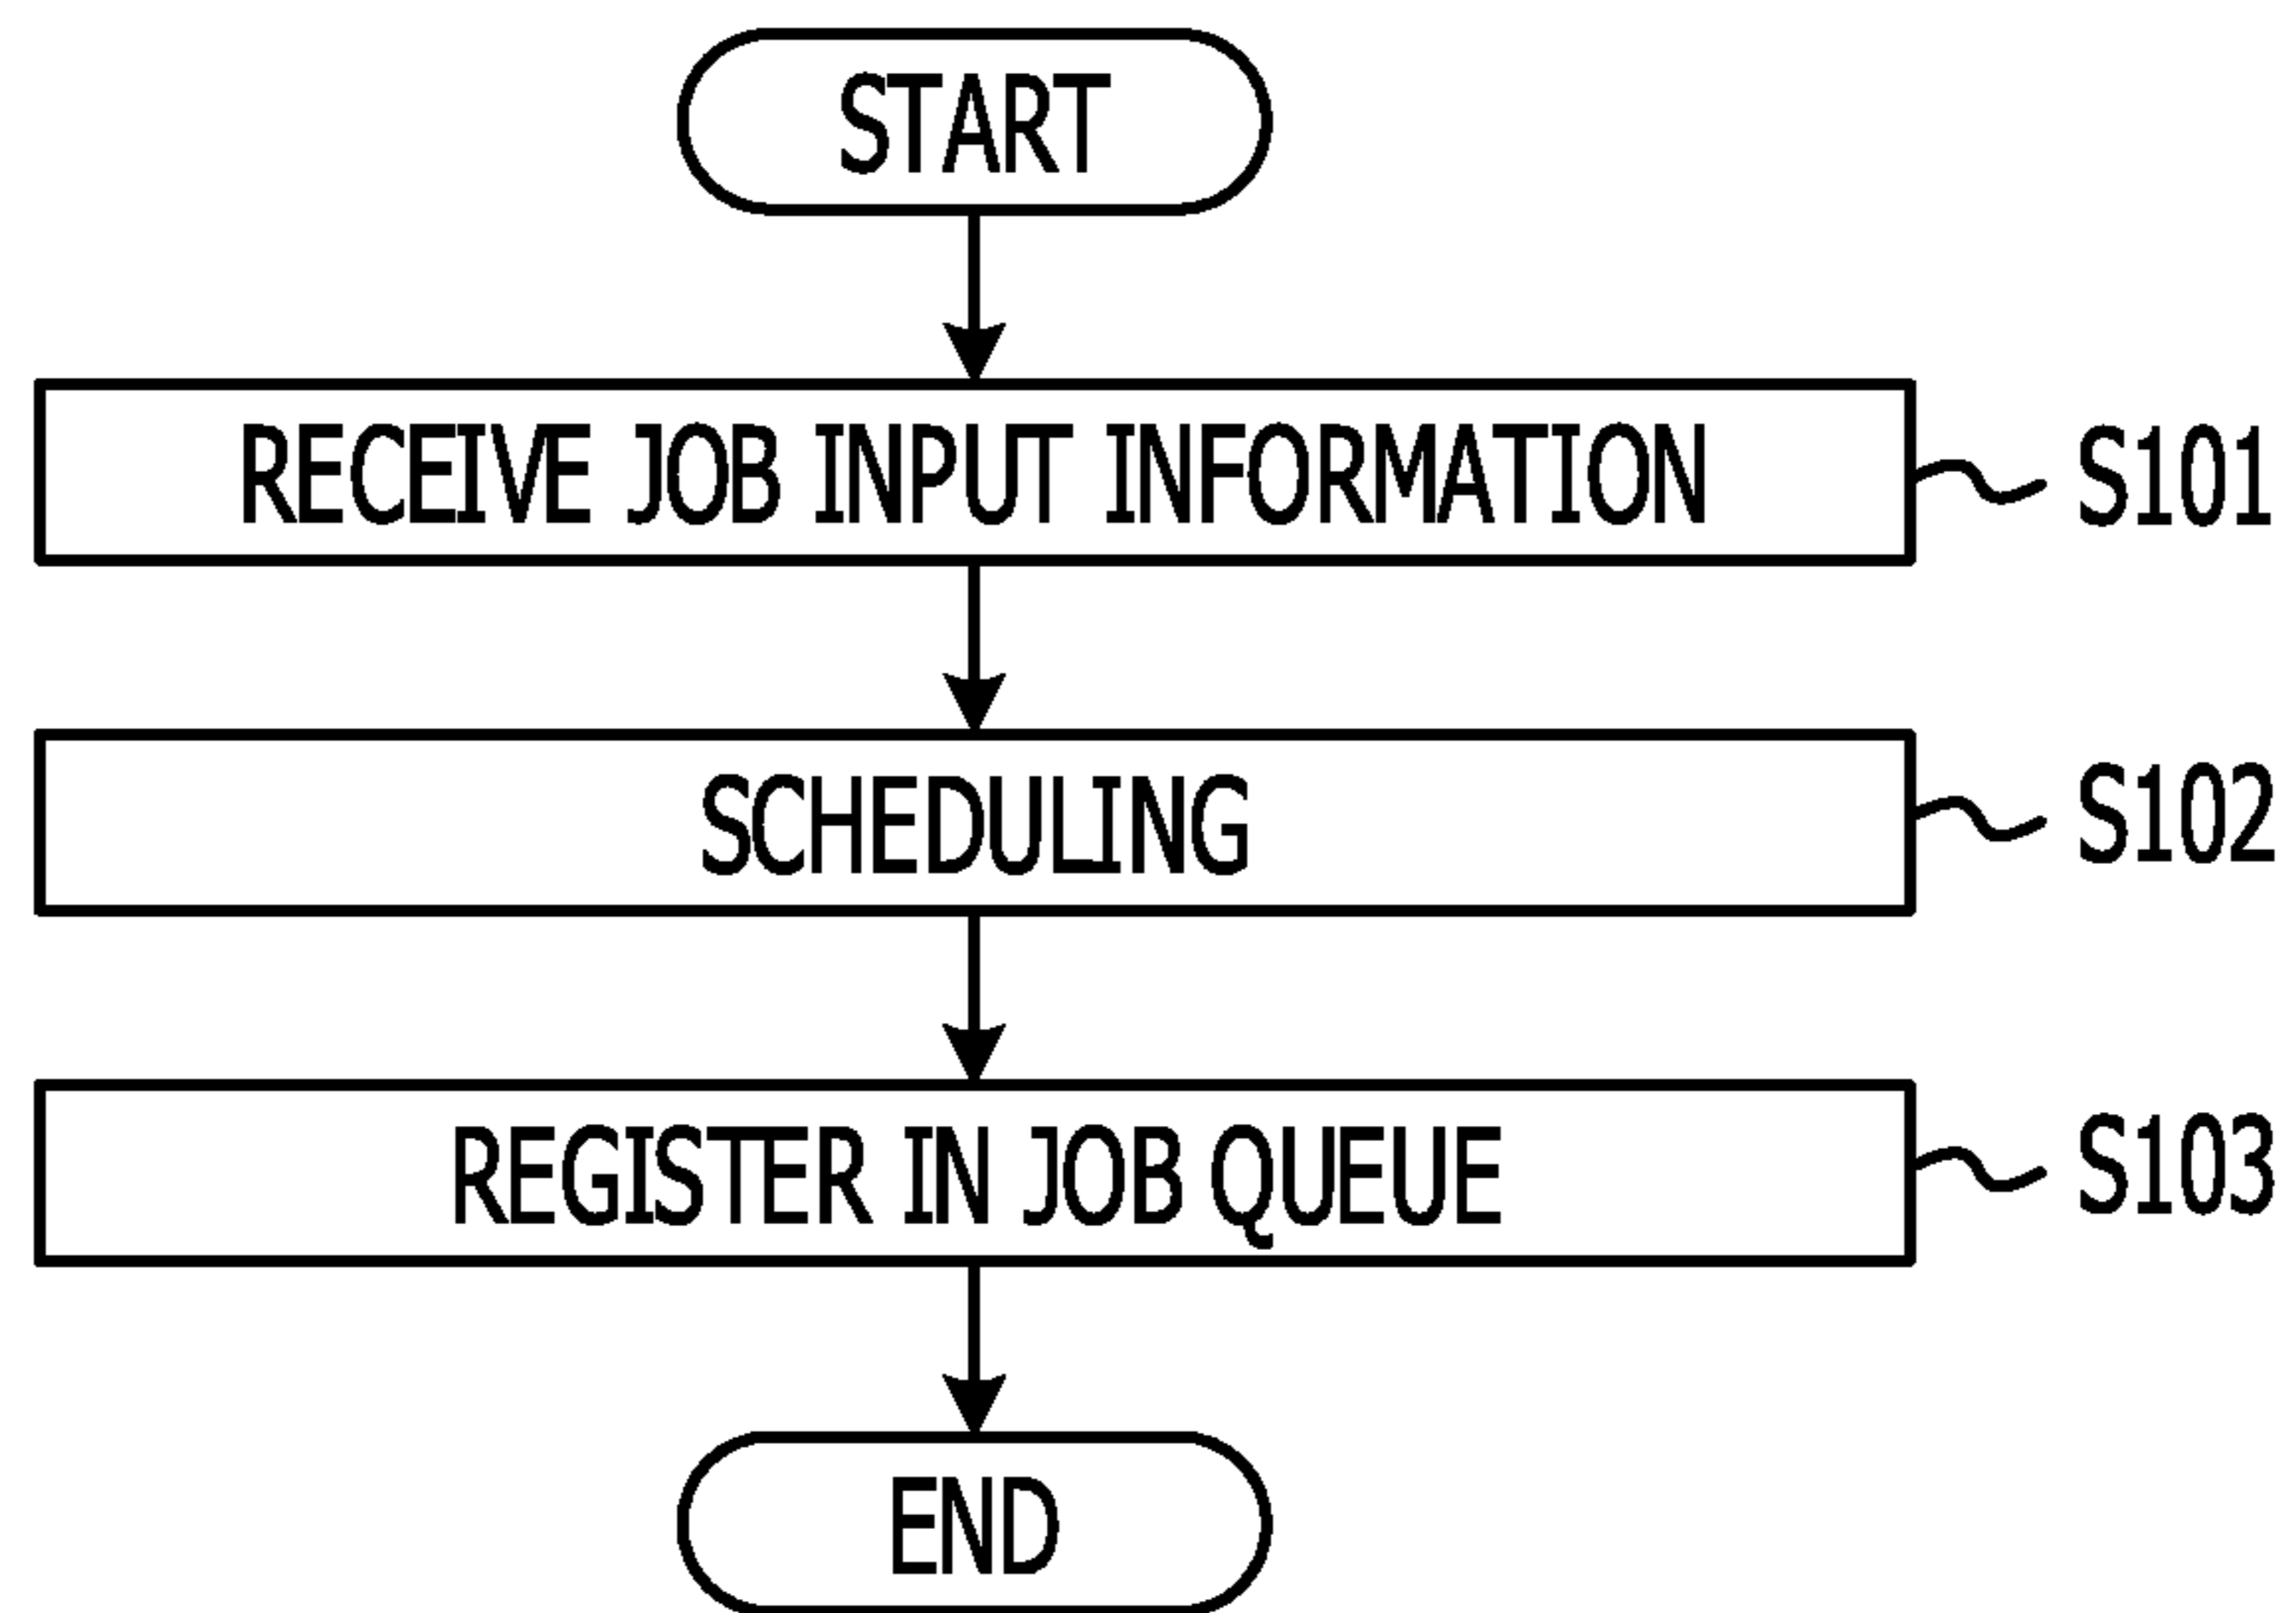 START
RECEIVE JOB INPUT INFORMATION
S101
SCHEDULING
S102
REGISTER IN JOB QUEUE
S103
END